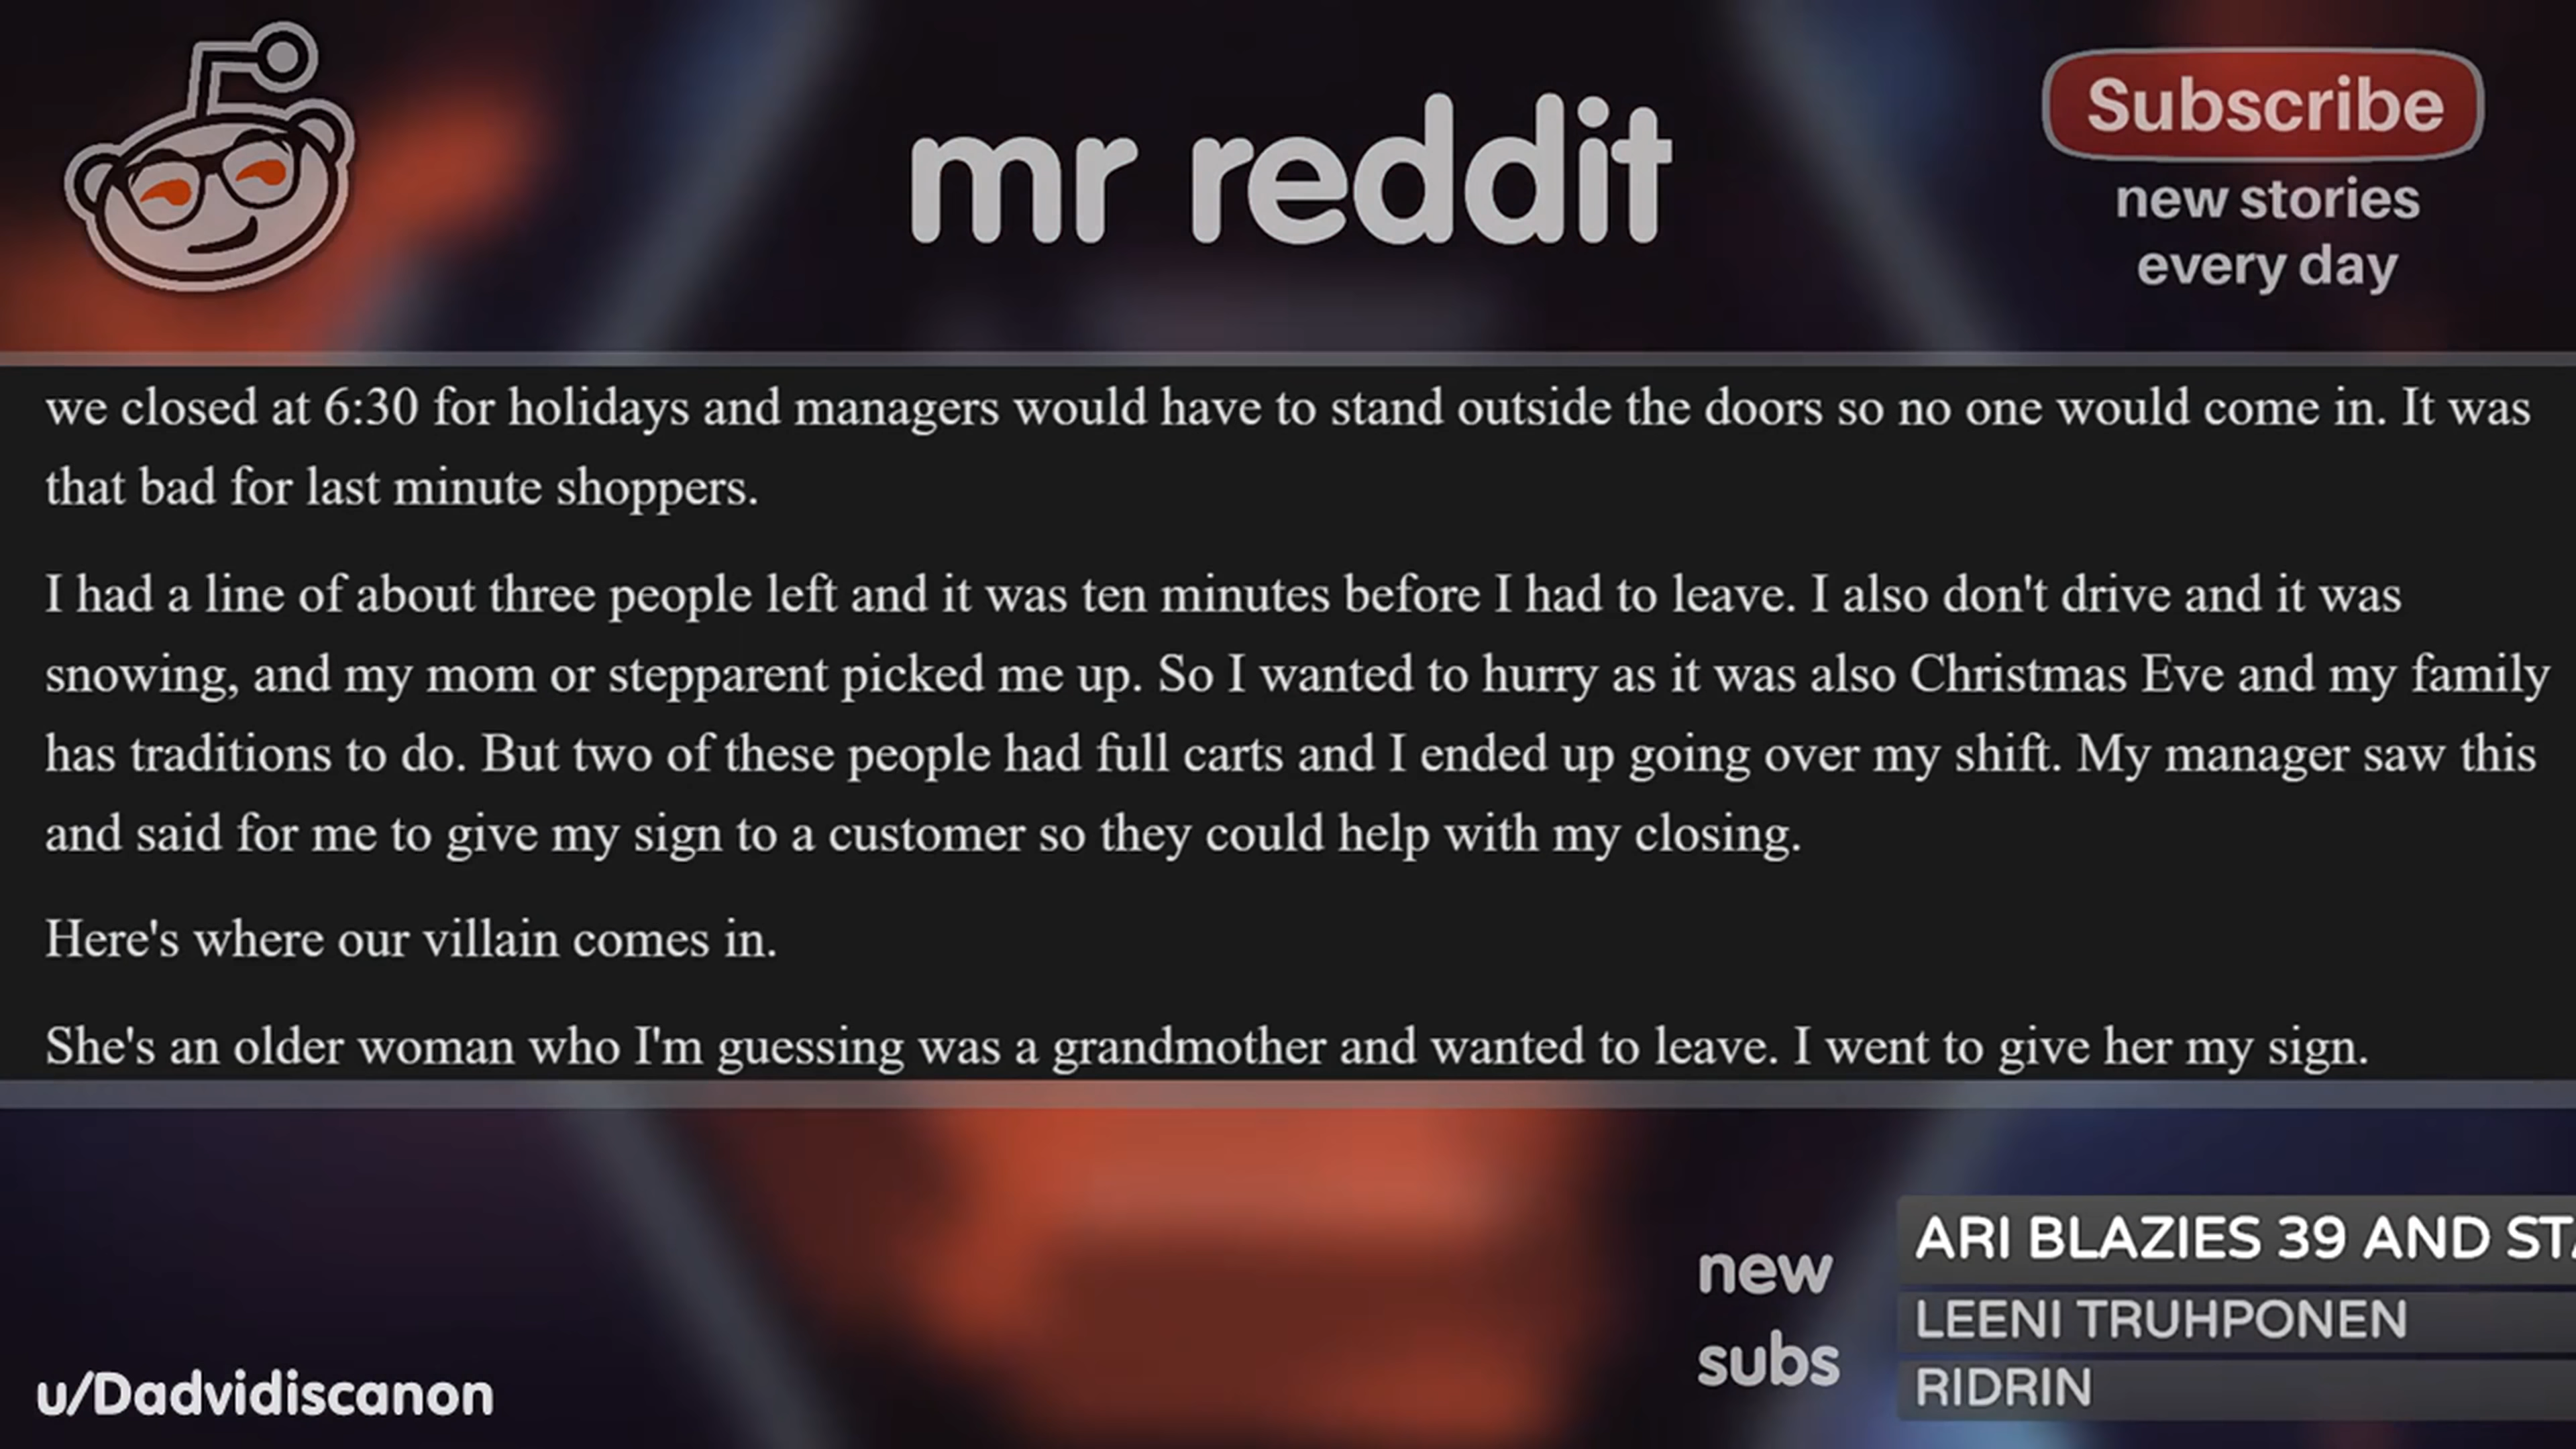 mr reddit
Subscribe
new stories
every day
we closed at 6:30 for holidays and managers would have to stand outside the doors so no one would come in. It was
that bad for last minute shoppers.
I had a line of about three people left and it was ten minutes before I had to leave. I also don't drive and it was
snowing, and my mom or stepparent picked me up. So I wanted to hurry as it was also Christmas Eve and my family
has traditions to do. But two of these people had full carts and I ended up going over my shift. My manager saw this
and said for me to give my sign to a customer so they could help with my closing.
Here's where our villain comes in.
She's an older woman who I'm guessing was a grandmother and wanted to leave. I went to give her my sign.
u/Dadvidiscanon
new
subs
ARI BLAZIES 39 AND
LEENI TRUHPONEN
RIDRIN